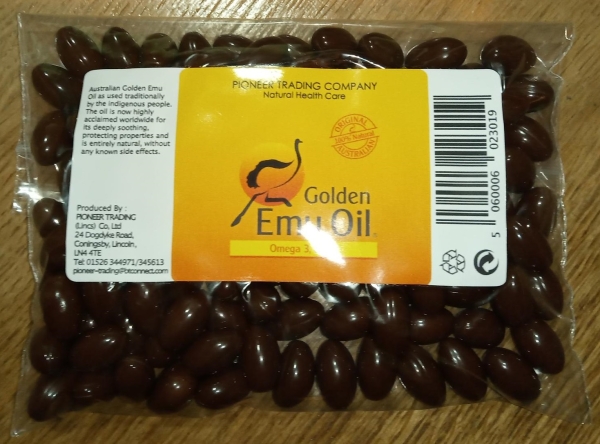 Australian Golden Emu
Oil as used traditionally
by the indigenous people.
The oil is now highly
acclaimed worldwide for
its deeply soothing,
protecting properties and
is entirely natural, without
any known side effects.
Produced By :
PIONEER TRADING
(Lincs) Co, Ltd
24 Dogdyke Road,
Coningsby, Lincoln,
LN4 4TE
Tel: 01526 344971/345613
pioneer-trading@btconnect.com
PIONEER TRADING COMPANY
Natural Health Care
ORIGINAL
100% Natural
AUSTRALIAN
Golden
Emu Oil
Omega 3,
5 060006 023019